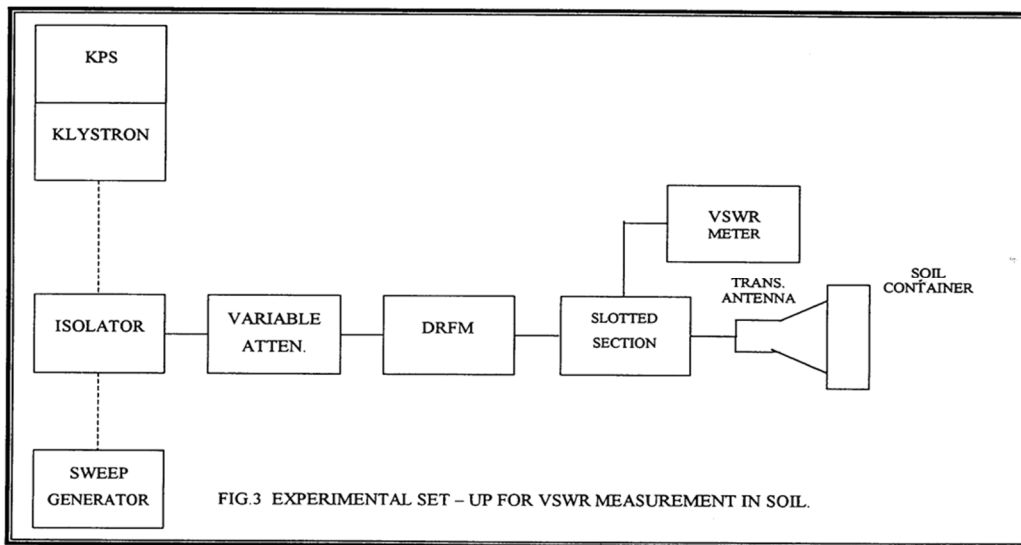 KPS
KLYSTRON
VSWR
METER
TRANS.
ANTENNA
SOIL
CONTAINER
ISOLATOR
VARIABLE
ATTEN.
DRFM
SLOTTED
SECTION
SWEEP
GENERATOR
FIG.3 EXPERIMENTAL SET – UP FOR VSWR MEASUREMENT IN SOIL.